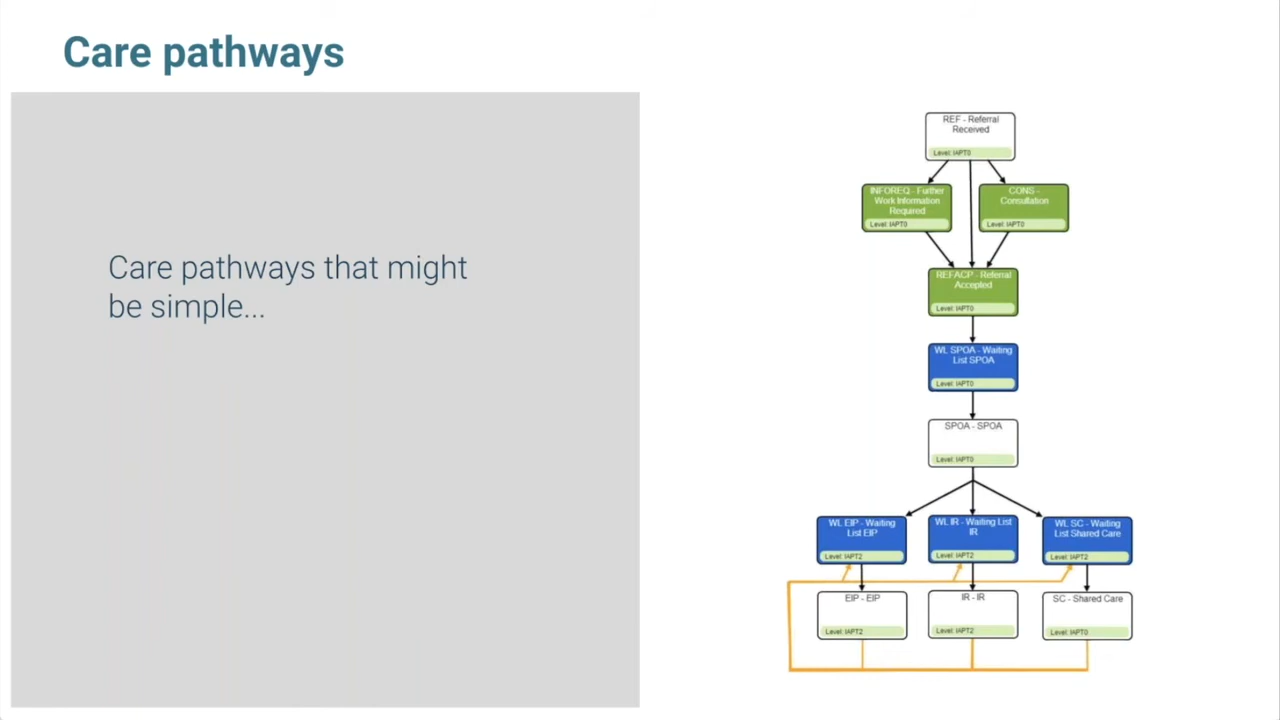 Care pathways
Care pathways that might
be simple...
REF - Referral
Received
Level: IAPT0
INFOREQ - Further
Work Information
Required
Level: IAPT0
CONS -
Consultation
Level: IAPT0
REFACP - Referral
Accepted
Level: IAPT0
WL SPOA - Waiting
List SPOA
Level: IAPT0
SPOA - SPOA
Level: IAPT0
WL EIP - Waiting
List EIP
Level: IAPT2
WL IR - Waiting List
IR
Level: IAPT2
WL SC - Waiting
List Shared Care
Level: IAPT2
EIP - EIP
Level: IAPT2
IR - IR
Level: IAPT2
SC - Shared Care
Level: IAPT0